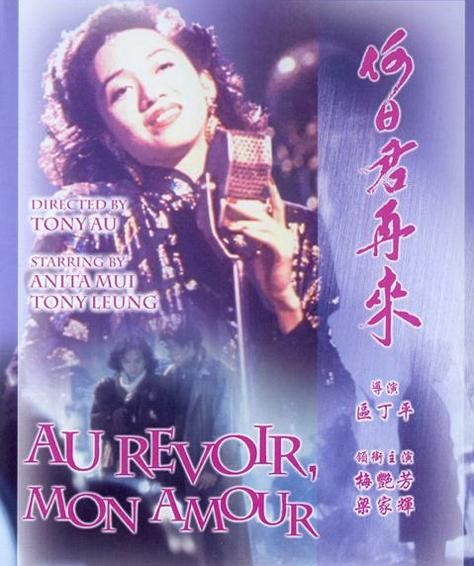 何日君再來
DIRECTED BY
TONY AU
STARRING BY
ANITA MUI
TONY LEUNG
導演
區丁平
領銜主演
梅艷芳
梁家輝
AU REVOIR,
MON AMOUR